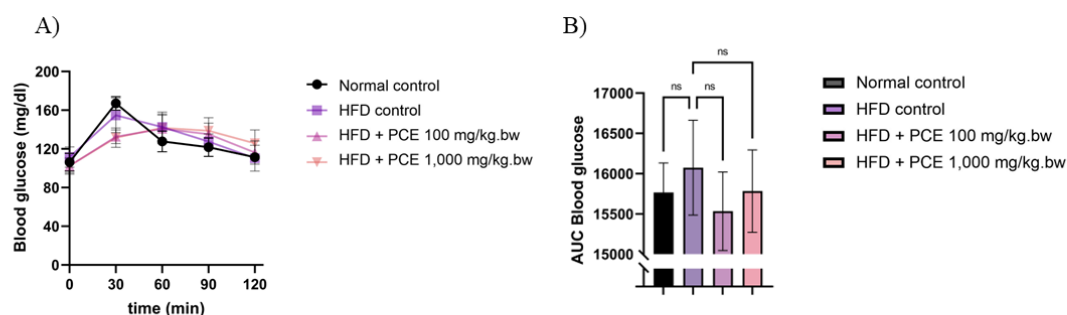 A)
Blood glucose (mg/dl)
200
160
120
80
40
0
0 30 60 90 120
time (min)
Normal control
HFD control
HFD + PCE 100 mg/kg.bw
HFD + PCE 1,000 mg/kg.bw
B)
AUC Blood glucose
ns
ns ns
17000
16500
16000
15500
15000
Normal control
HFD control
HFD + PCE 100 mg/kg.bw
HFD + PCE 1,000 mg/kg.bw